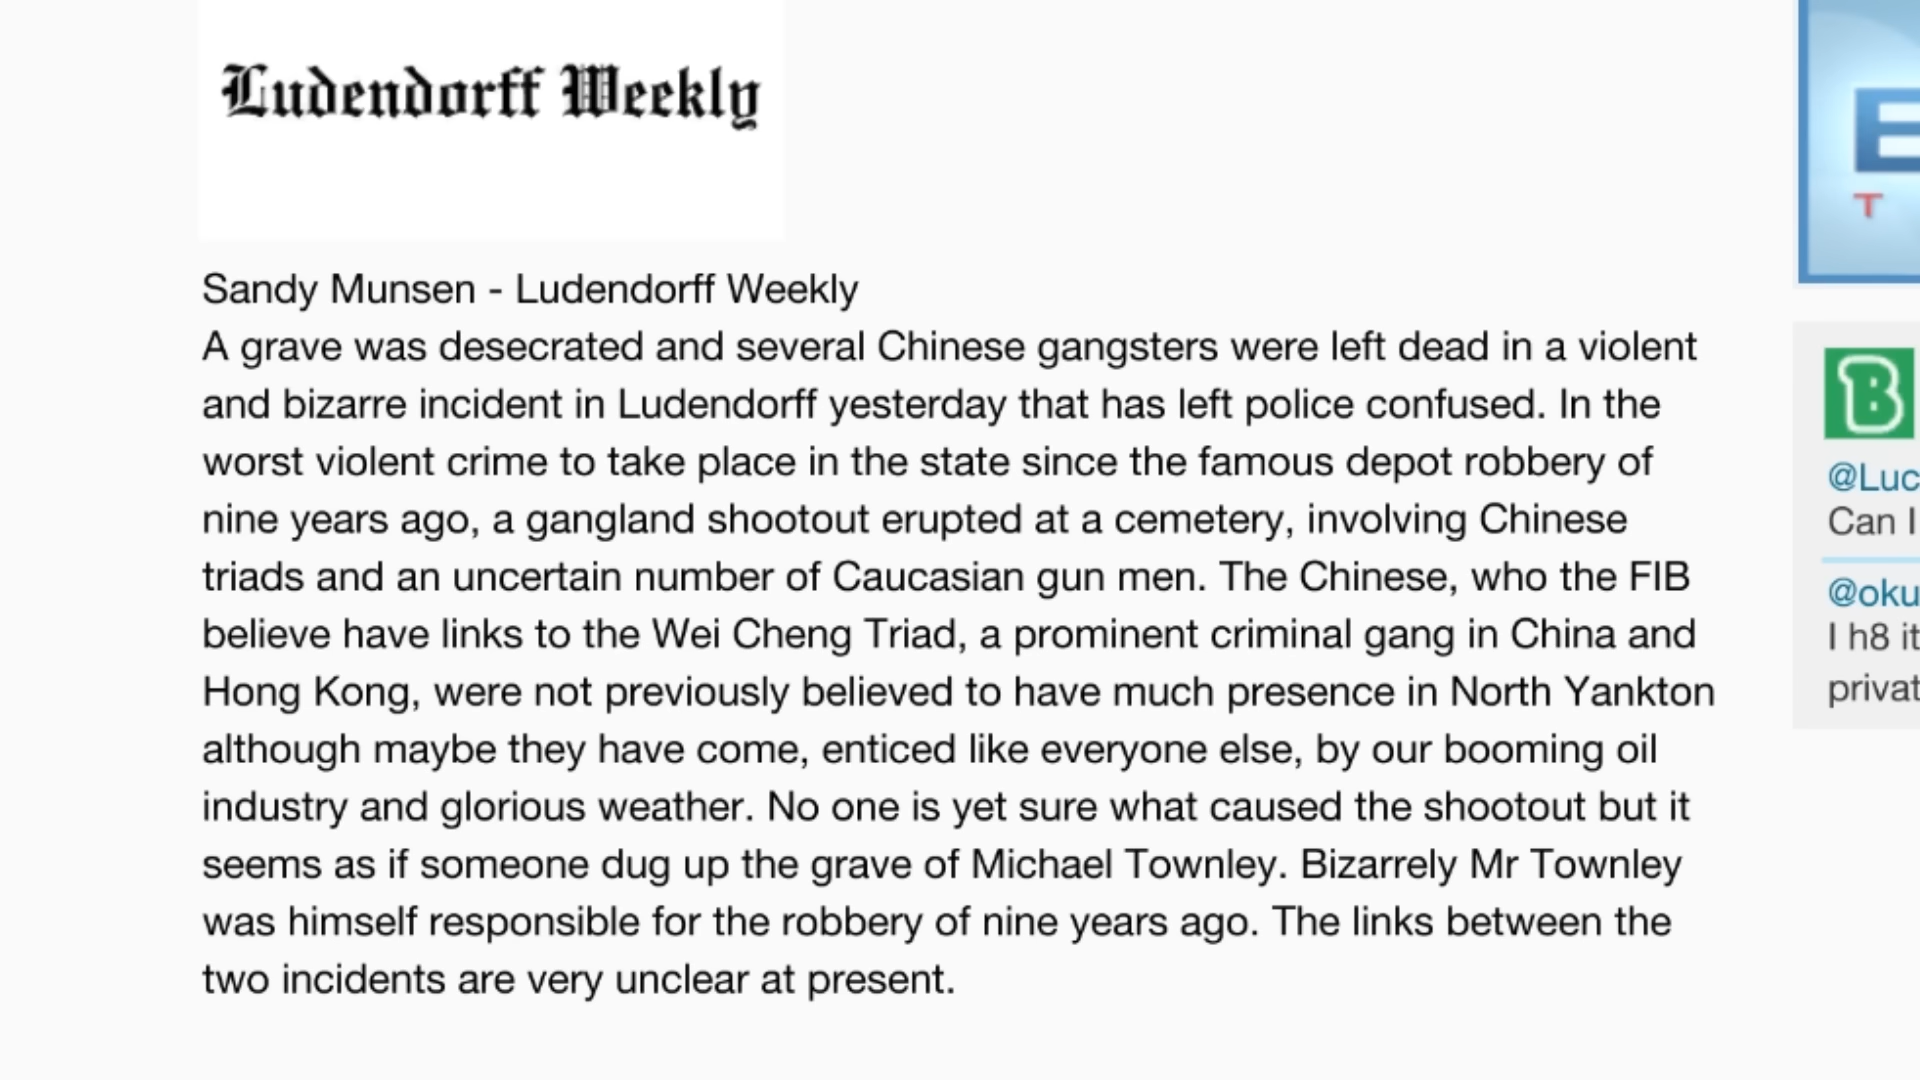 Ludendorff Weekly
Sandy Munsen - Ludendorff Weekly
A grave was desecrated and several Chinese gangsters were left dead in a violent
and bizarre incident in Ludendorff yesterday that has left police confused. In the
worst violent crime to take place in the state since the famous depot robbery of
nine years ago, a gangland shootout erupted at a cemetery, involving Chinese
triads and an uncertain number of Caucasian gun men. The Chinese, who the FIB
believe have links to the Wei Cheng Triad, a prominent criminal gang in China and
Hong Kong, were not previously believed to have much presence in North Yankton
although maybe they have come, enticed like everyone else, by our booming oil
industry and glorious weather. No one is yet sure what caused the shootout but it
seems as if someone dug up the grave of Michael Townley. Bizarrely Mr Townley
was himself responsible for the robbery of nine years ago. The links between the
two incidents are very unclear at present.
E
T
B
@Luc
Can I
@oku
I h8 it
privat